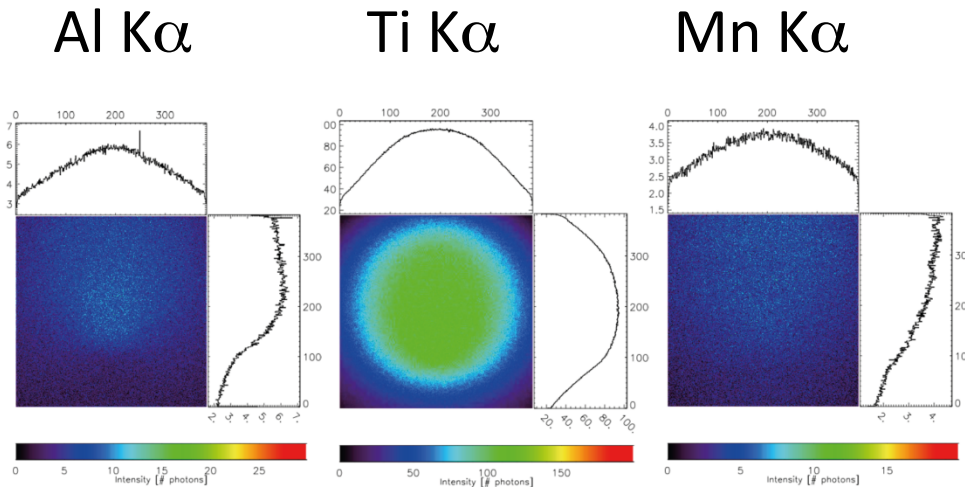 Al Kα
Ti Kα
Mn Kα
0 100 200 300
7
6
5
4
3
300
200
100
0
2. 3. 4. 5. 6. 7.
0 5 10 15 20 25
Intensity [# photons]
0 100 200 300
00
80
60
40
20
300
200
100
0
20. 40. 60. 80. 100.
0 50 100 150
Intensity [# photons]
0 100 200 300
4.0
3.5
3.0
2.5
2.0
1.5
30
20
10
0
2. 3. 4.
0 5 10 15
Intensity [# photons]